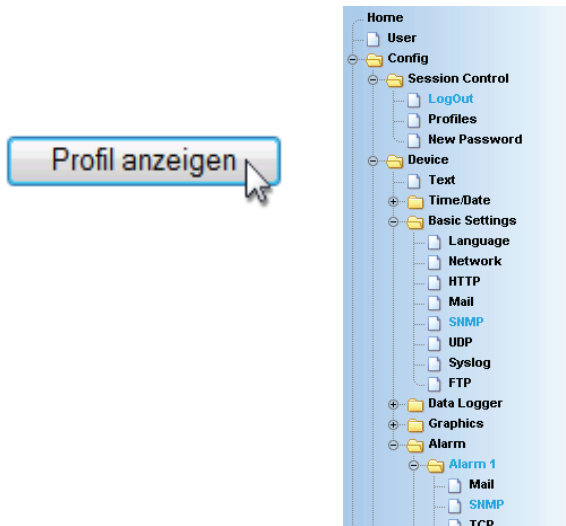 Profil anzeigen
Home
User
Config
Session Control
LogOut
Profiles
New Password
Device
Text
Time/Date
Basic Settings
Language
Network
HTTP
Mail
SNMP
UDP
Syslog
FTP
Data Logger
Graphics
Alarm
Alarm 1
Mail
SNMP
TCP